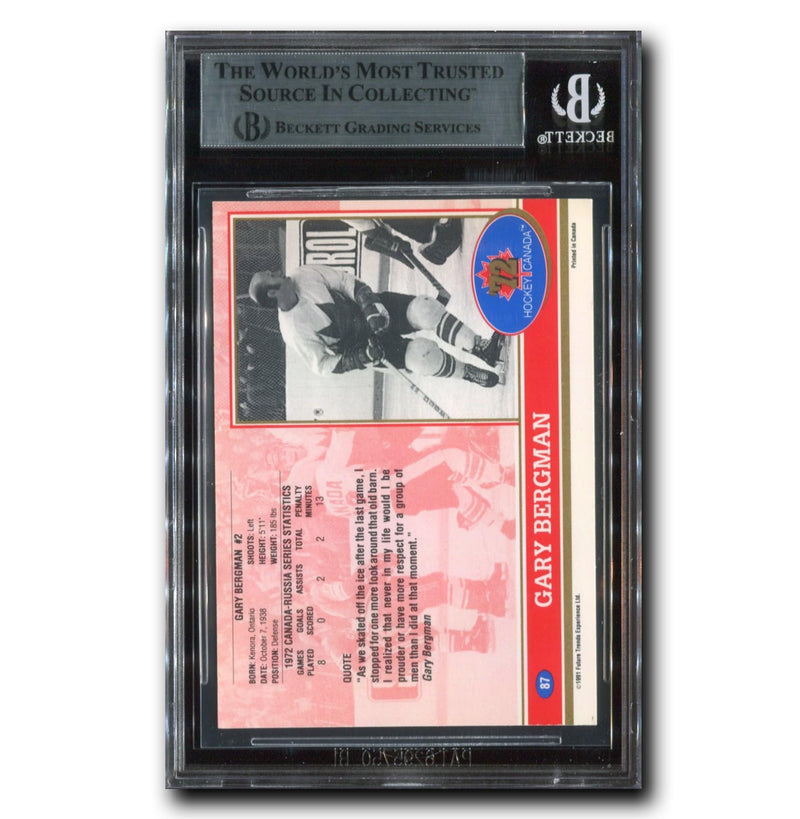 THE WORLD'S MOST TRUSTED
SOURCE IN COLLECTING™
B BECKETT GRADING SERVICES
B
BECKETT®
ROL
'72
HOCKEY CANADA™
Printed in Canada
GARY BERGMAN #2
BORN: Kenora, Ontario SHOOTS: Left
DATE: October 7, 1938 HEIGHT: 5'11"
POSITION: Defense WEIGHT: 185 lbs
1972 CANADA-RUSSIA SERIES STATISTICS
GAMES GOALS ASSISTS TOTAL PENALTY
PLAYED SCORED MINUTES
8 0 2 2 13
QUOTE
"As we skated off the ice after the last game, I
stopped for one more look around that old barn.
I realized that never in my life would I be
prouder or have more respect for a group of
men than I did at that moment."
Gary Bergman
NADA
87 GARY BERGMAN
©1991 Future Trends Experience Ltd.